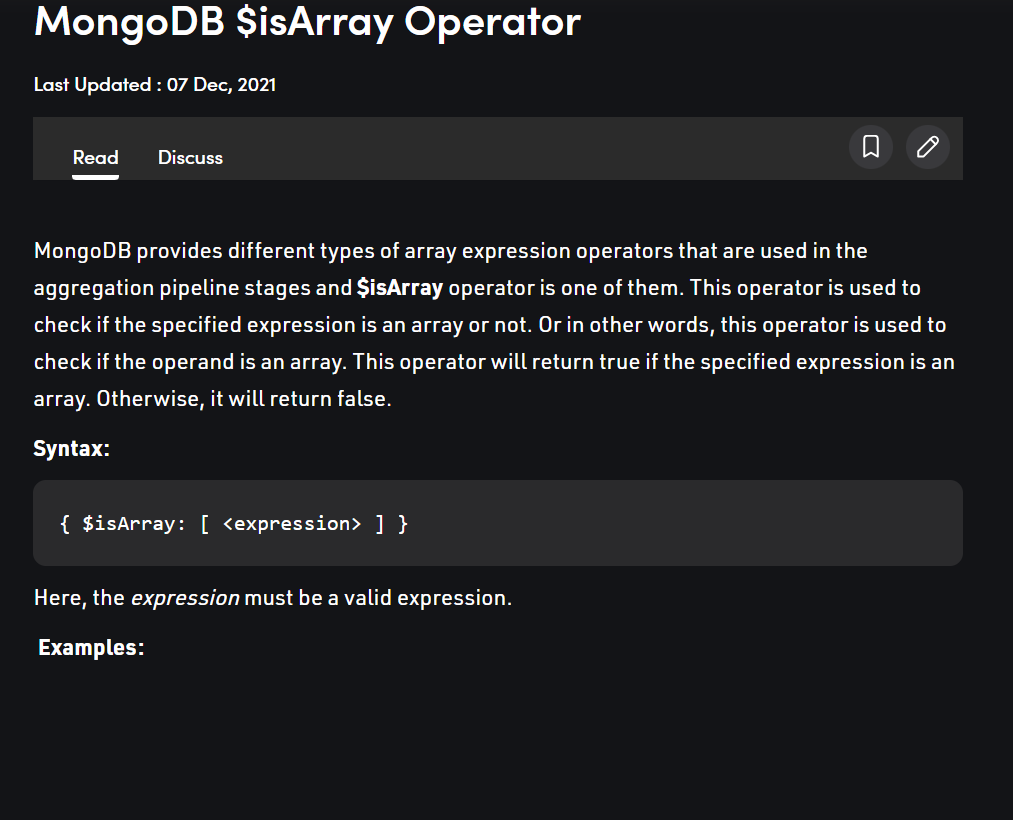 MongoDB $isArray Operator
Last Updated : 07 Dec, 2021
Read Discuss
MongoDB provides different types of array expression operators that are used in the
aggregation pipeline stages and $isArray operator is one of them. This operator is used to
check if the specified expression is an array or not. Or in other words, this operator is used to
check if the operand is an array. This operator will return true if the specified expression is an
array. Otherwise, it will return false.
Syntax:
{ $isArray: [ <expression> ] }
Here, the expression must be a valid expression.
Examples: